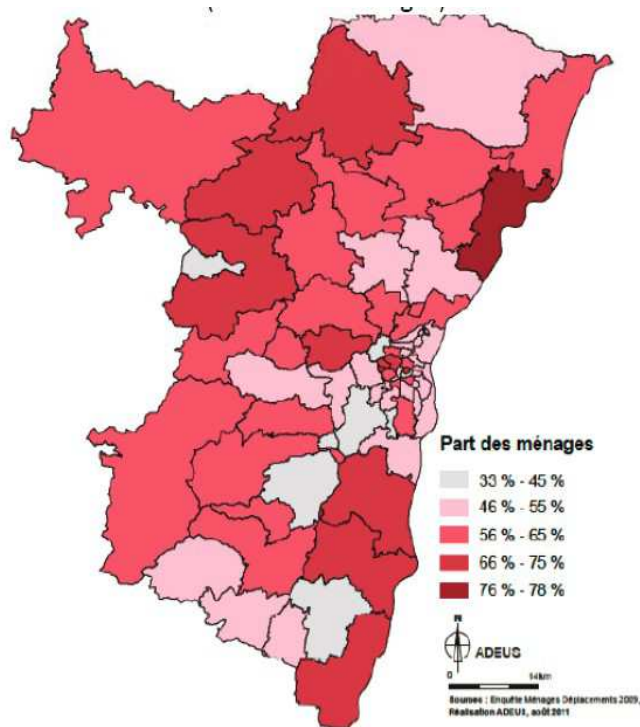 Part des ménages
33 % - 45 %
46 % - 55 %
56 % - 65 %
66 % - 75 %
76 % - 78 %
N
ADEUS
0 14km
Sources : Enquête Ménages Déplacements 2009,
Réalisation ADEUS, août 2011